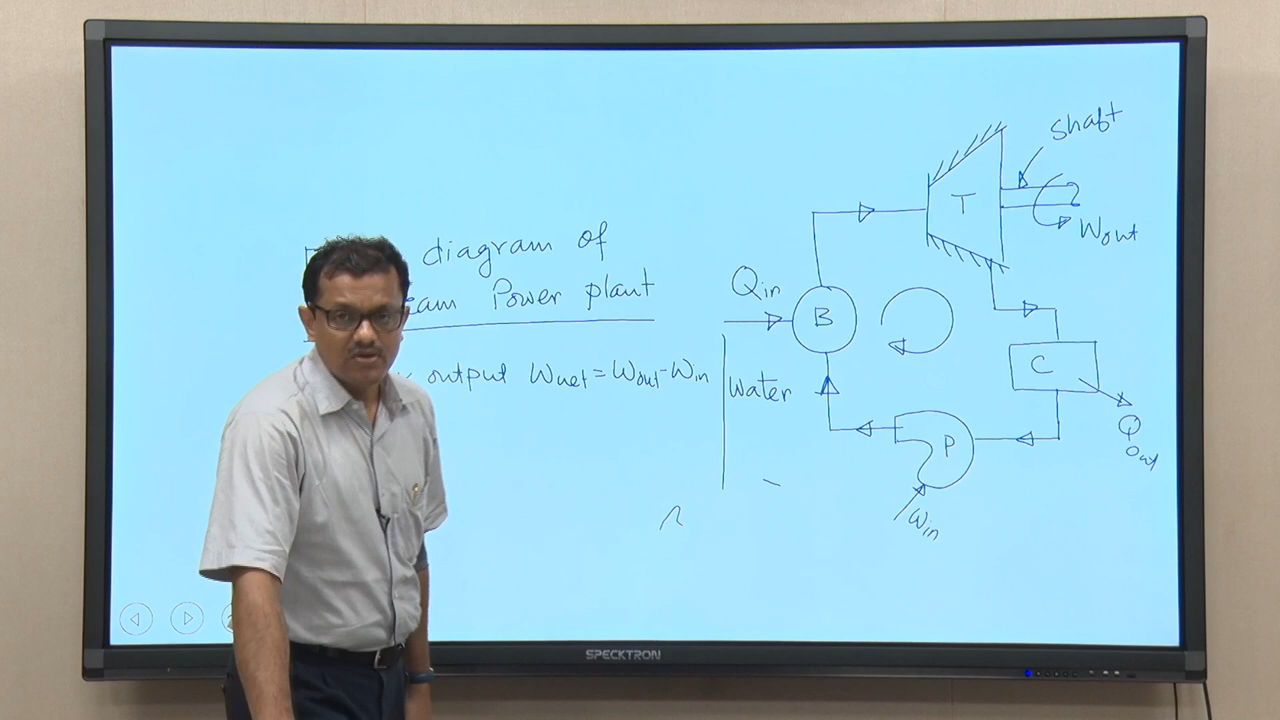 diagram of
Power plant
output Wnet = Wout - Win
Shaft
T
Wout
Qin
B
C
Water
P
Qout
Win
SPECKTRON